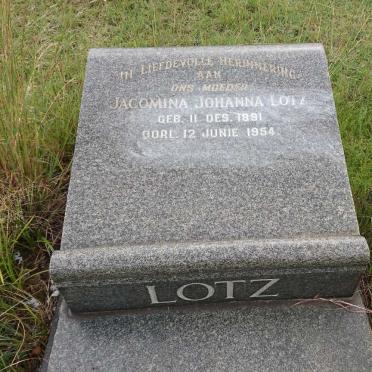 IN LIEFDEVOLLE HERINNERING
AAN
ONS MOEDER
JACOMINA JOHANNA LOTZ
GEB. 11 DES. 1891
OORL. 12 JUNIE 1954.
LOTZ